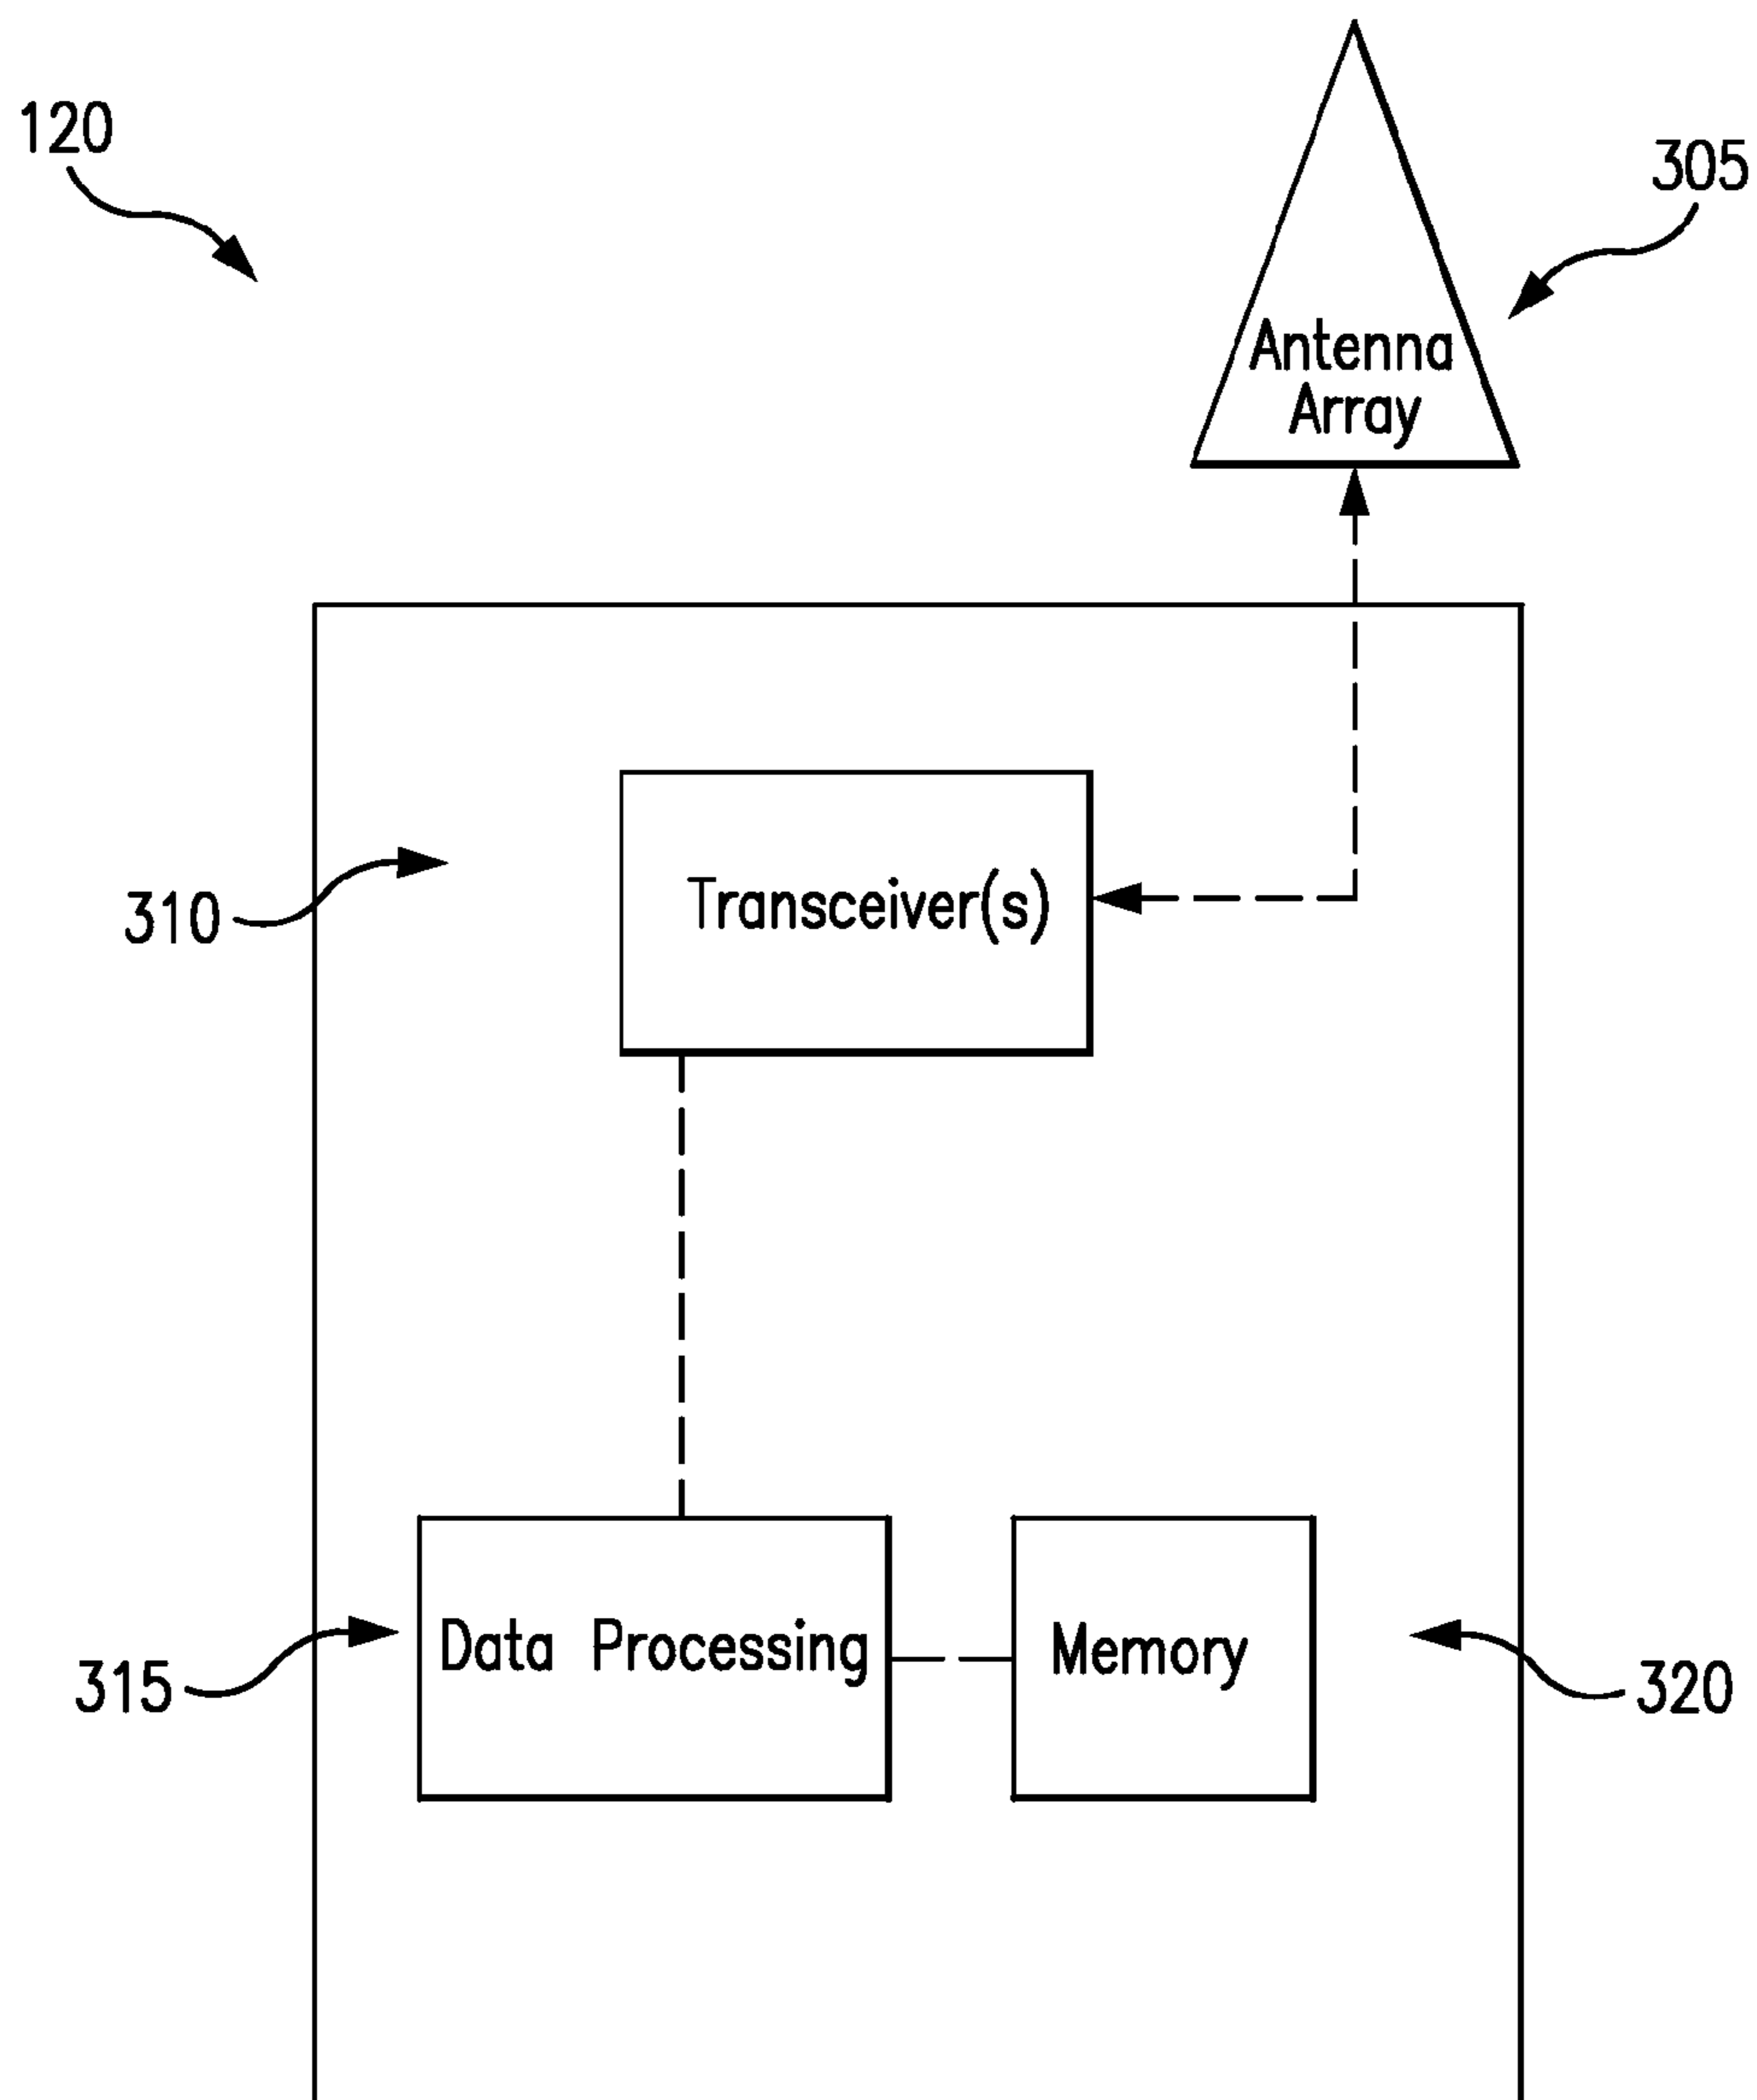 120
305
Antenna
Array
310
Transceiver(s)
315
Data Processing
Memory
320